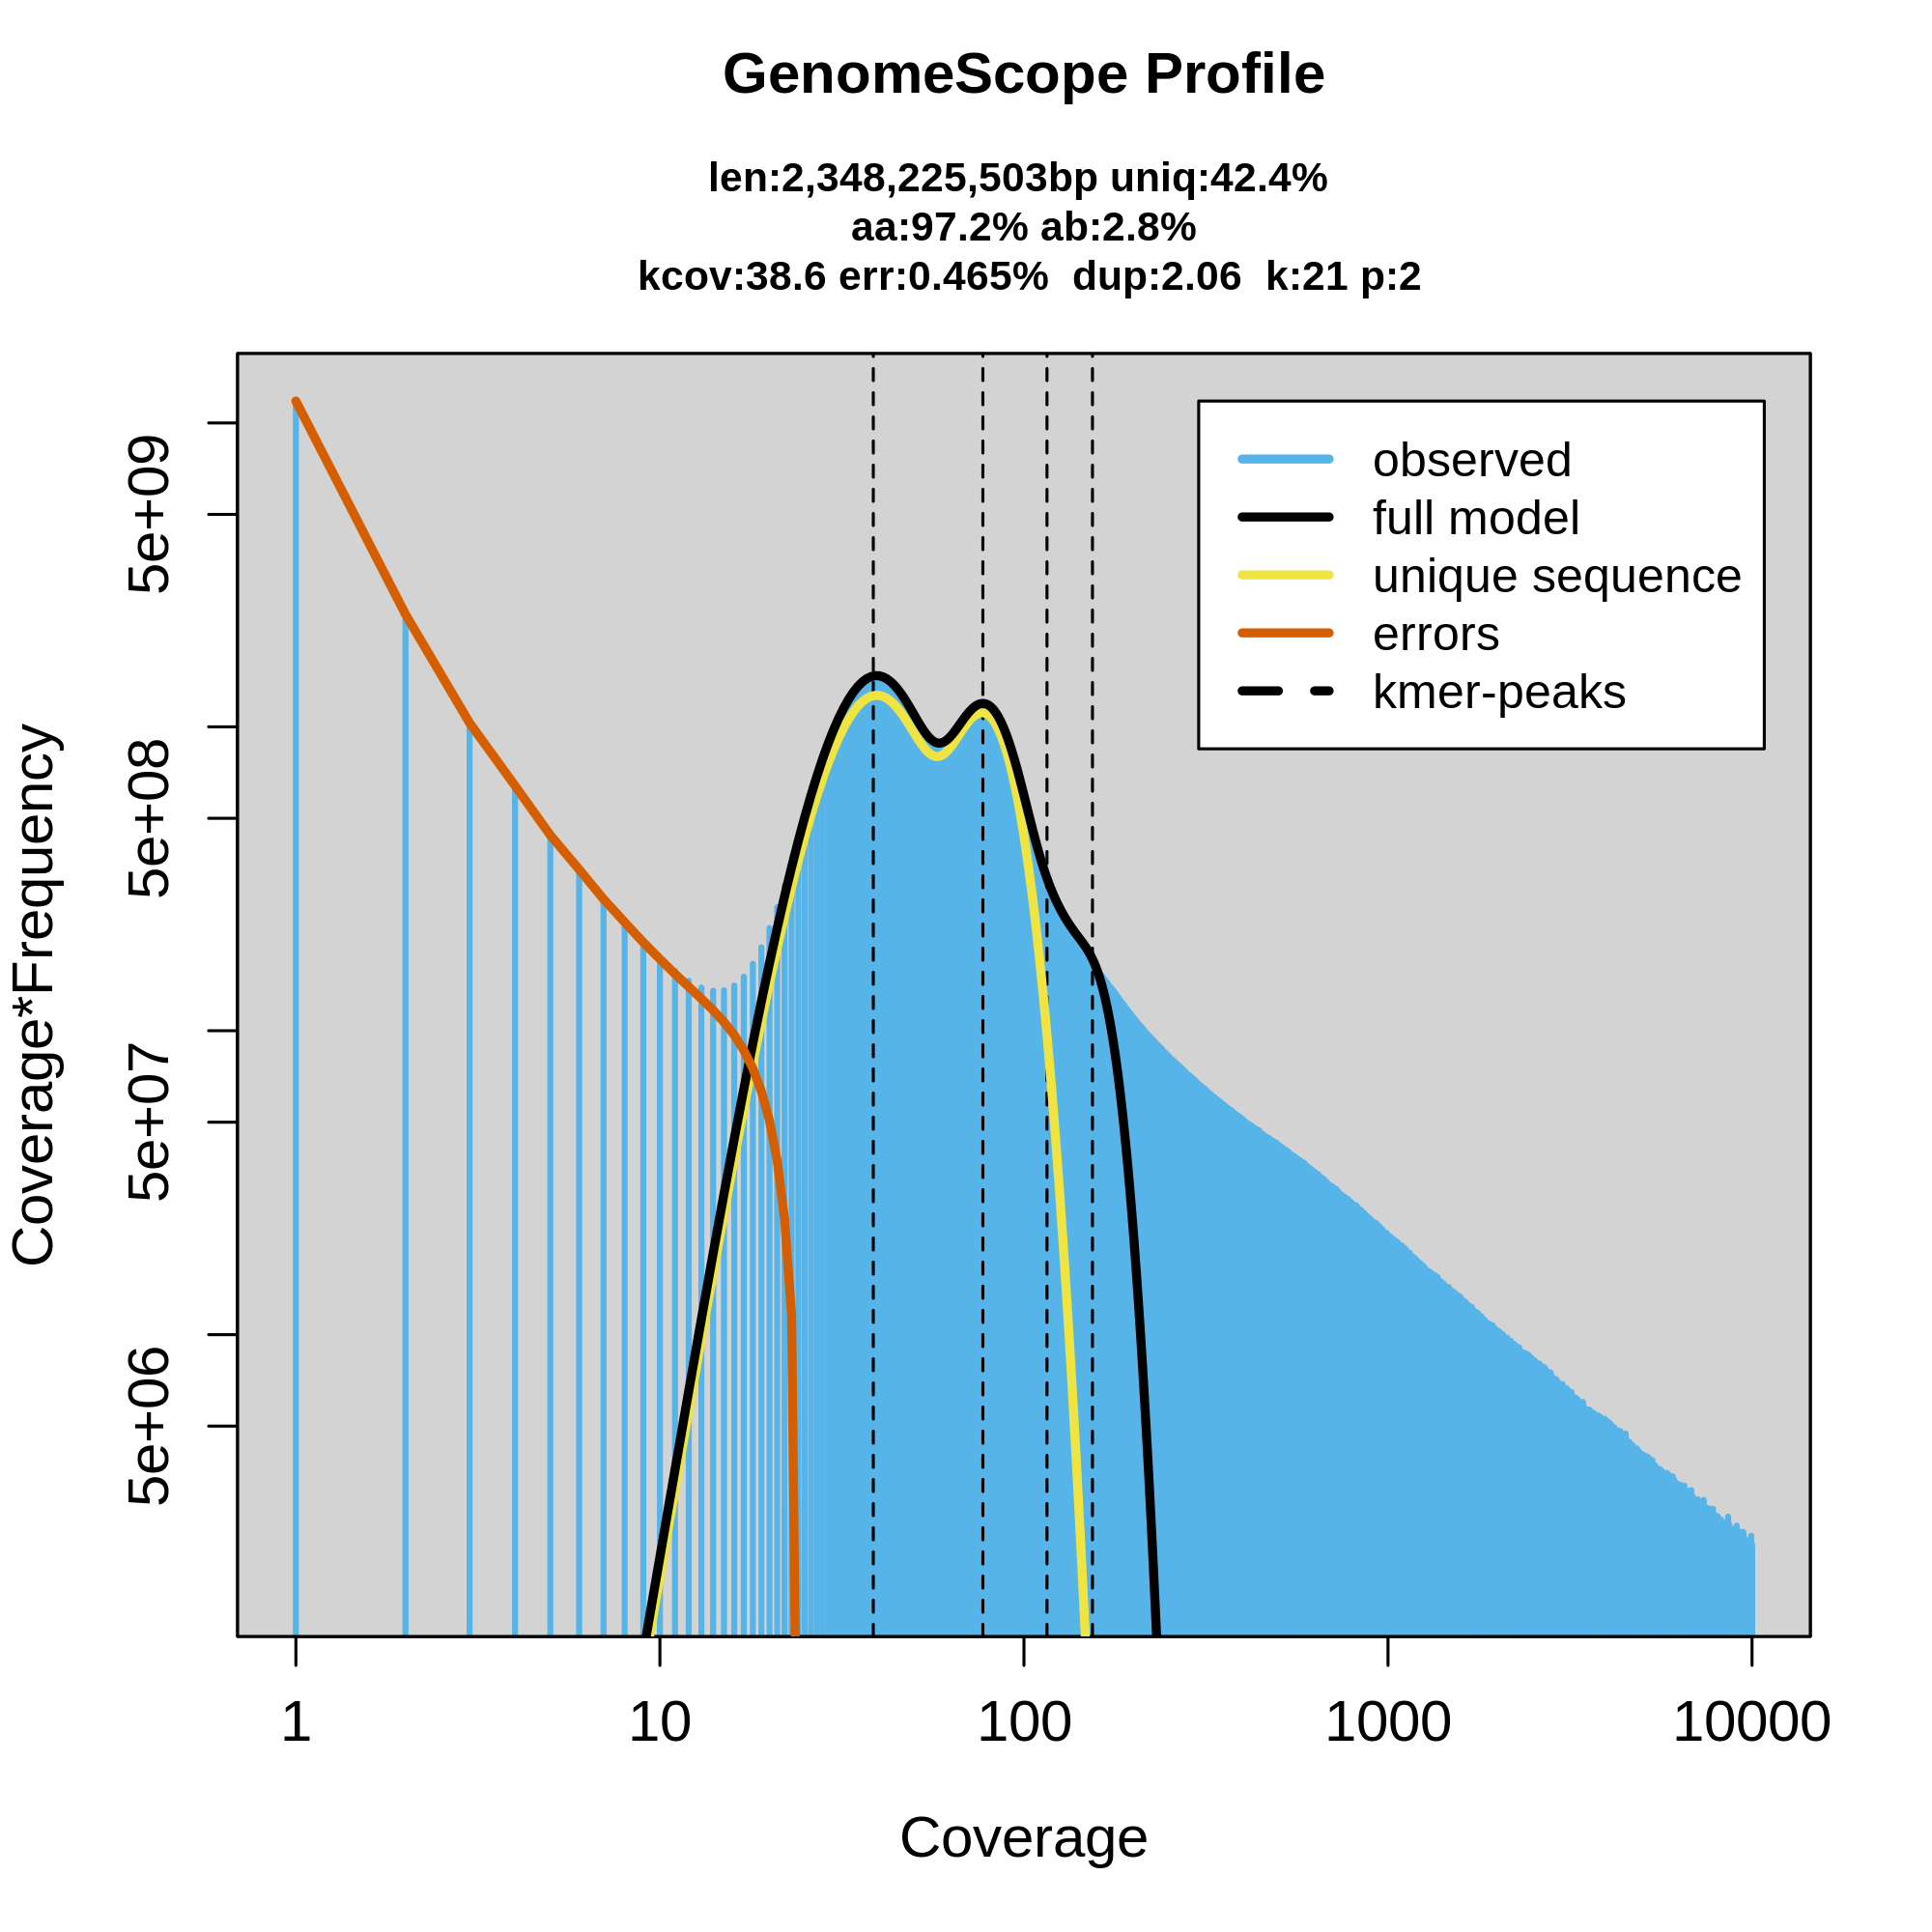 GenomeScope Profile
len:2,348,225,503bp uniq:42.4%
aa:97.2% ab:2.8%
kcov:38.6 err:0.465%  dup:2.06  k:21 p:2
observed
full model
unique sequence
errors
kmer-peaks
Coverage*Frequency
5e+09
5e+08
5e+07
5e+06
1 10 100 1000 10000
Coverage